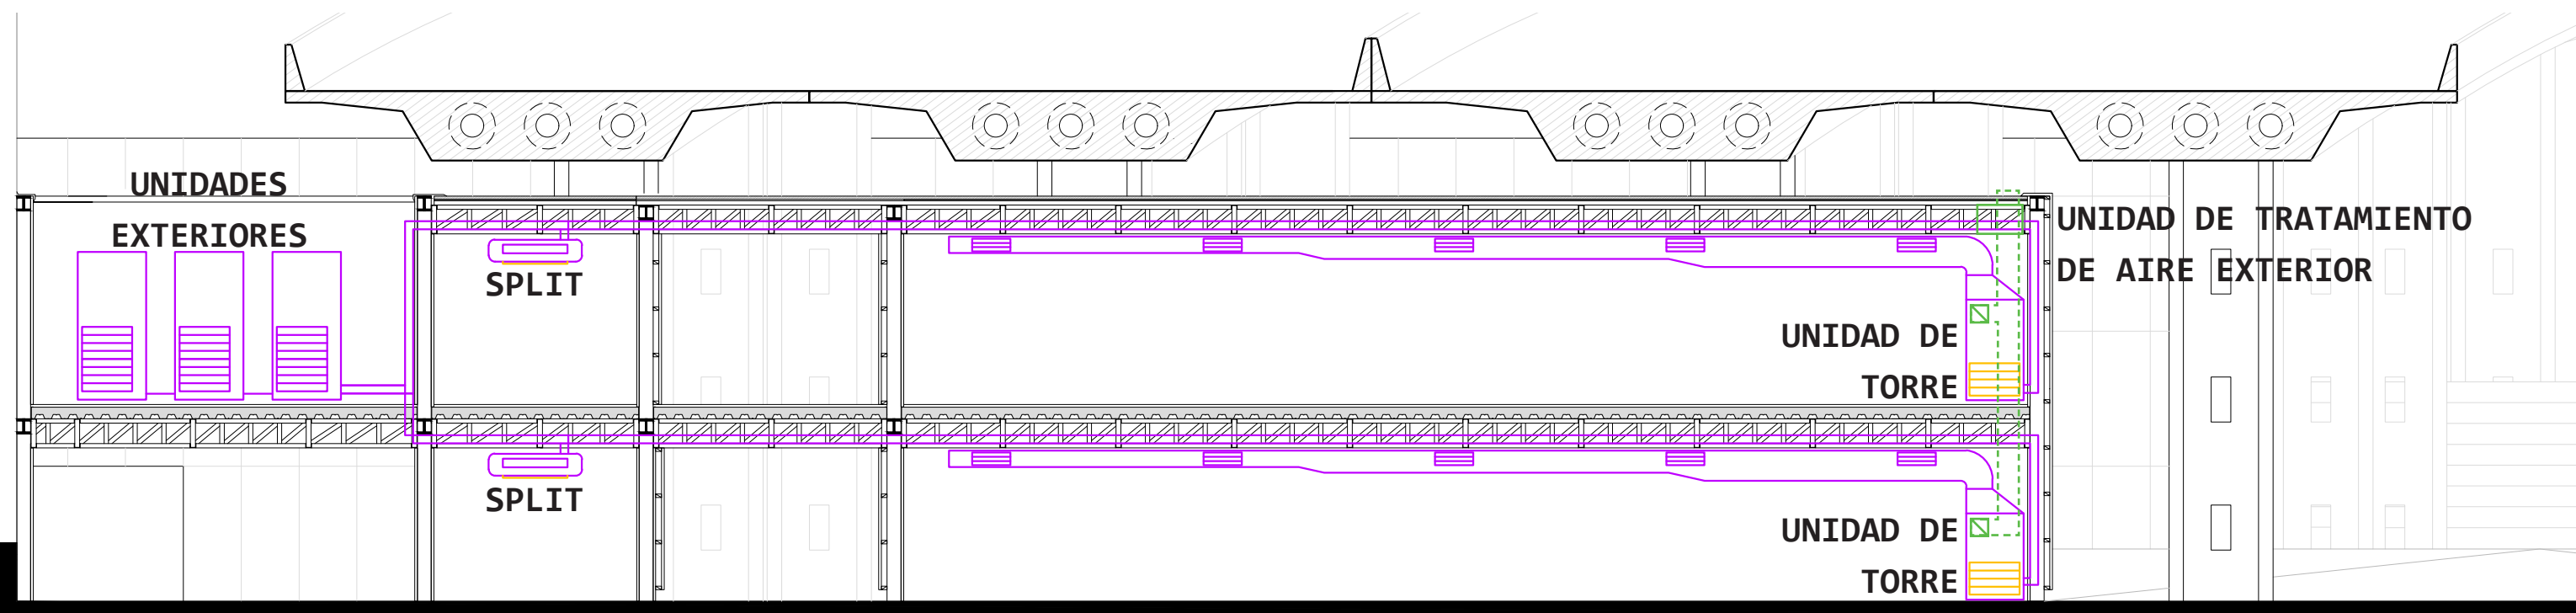 UNIDADES
EXTERIORES
SPLIT
UNIDAD DE TRATAMIENTO
DE AIRE EXTERIOR
UNIDAD DE
TORRE
SPLIT
UNIDAD DE
TORRE